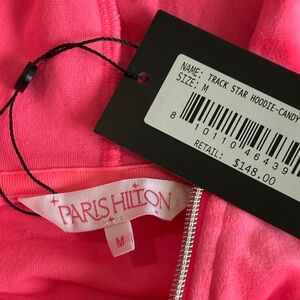 NAME: TRACK STAR HOODIE-CANDY
SIZE: M
8 10110 46439
RETAIL: $148.00
PARIS HILTON
M